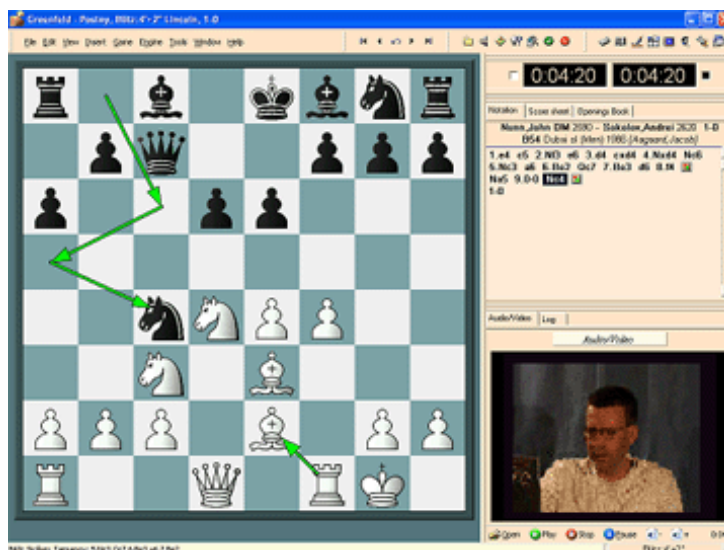 Greenfeld - Postny, Blitz:4'+2" Lincoln, 1-0
File Edit View Insert Game Engine Tools Window Help
0:04:20 0:04:20
Notation Score sheet Openings Book
Nunn,John GM 2590 - Sokolov,Andrei 2620 1-0
B54 Dubai ol (Men) 1986 [Aagaard,Jacob]
1.e4 c5 2.Nf3 e6 3.d4 cxd4 4.Nxd4 Nc6
5.Nc3 a6 6.Be2 Qc7 7.Be3 d6 8.f4
Na5 9.0-0 Nc4
1-0
Audio/Video Log
Audio/Video
Open Play Stop Pause